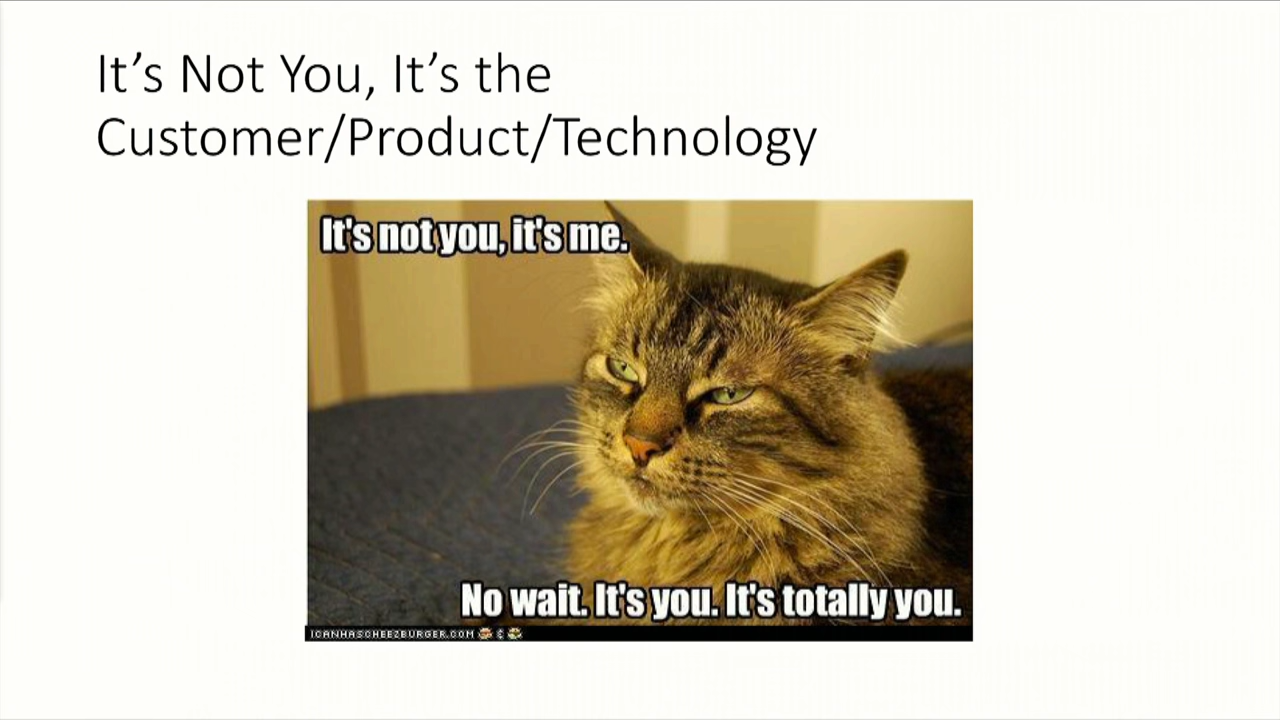 It’s Not You, It’s the
Customer/Product/Technology
It's not you, it's me.
No wait. It's you. It's totally you.
ICANHASCHEEZBURGER.COM